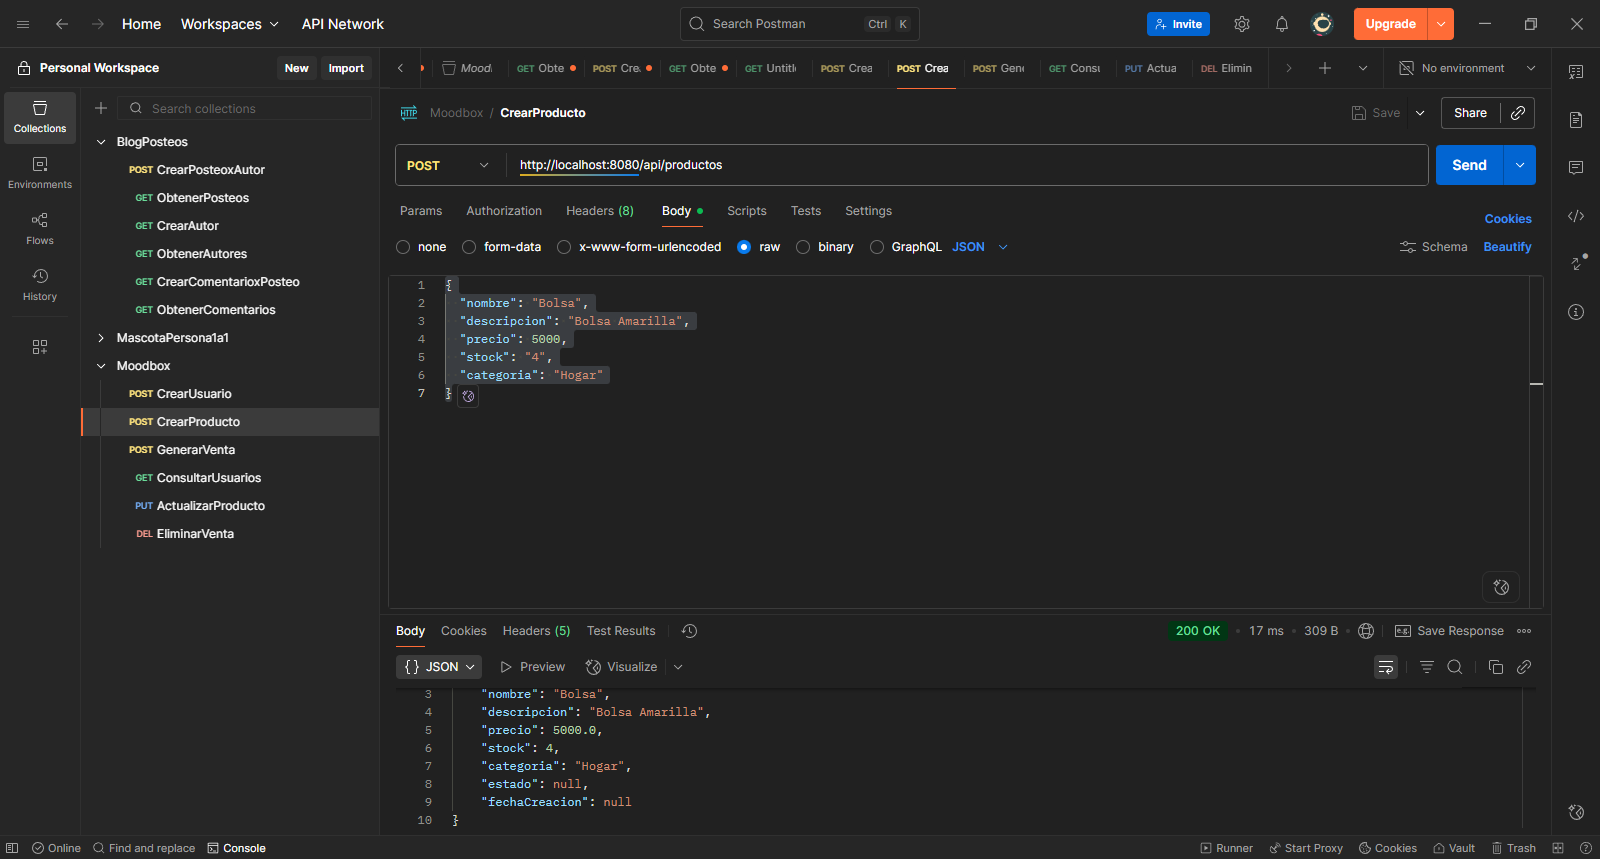 Home
Workspaces
API Network
Search Postman
Ctrl
K
Invite
Upgrade
Personal Workspace
New
Import
Mood
GET Obte
POST Cre
GET Obte
GET Untitl
POST Crea
POST Crea
POST Gene
GET Consu
PUT Actua
DEL Elimin
No environment
Collections
Environments
Flows
History
Search collections
BlogPosteos
POST CrearPosteoxAutor
GET ObtenerPosteos
GET CrearAutor
GET ObtenerAutores
GET CrearComentarioxPosteo
GET ObtenerComentarios
MascotaPersona1a1
Moodbox
POST CrearUsuario
POST CrearProducto
POST GenerarVenta
GET ConsultarUsuarios
PUT ActualizarProducto
DEL EliminarVenta
HTTP Moodbox / CrearProducto
Save
Share
POST
http://localhost:8080/api/productos
Send
Params
Authorization
Headers (8)
Body
Scripts
Tests
Settings
Cookies
none
form-data
x-www-form-urlencoded
raw
binary
GraphQL
JSON
Schema
Beautify
1 {
2 "nombre": "Bolsa",
3 "descripcion": "Bolsa Amarilla",
4 "precio": 5000,
5 "stock": "4",
6 "categoria": "Hogar"
7 }
Body
Cookies
Headers (5)
Test Results
200 OK
17 ms
309 B
e.g. Save Response
{} JSON
Preview
Visualize
3 "nombre": "Bolsa",
4 "descripcion": "Bolsa Amarilla",
5 "precio": 5000.0,
6 "stock": 4,
7 "categoria": "Hogar",
8 "estado": null,
9 "fechaCreacion": null
10 }
Online
Find and replace
Console
Runner
Start Proxy
Cookies
Vault
Trash